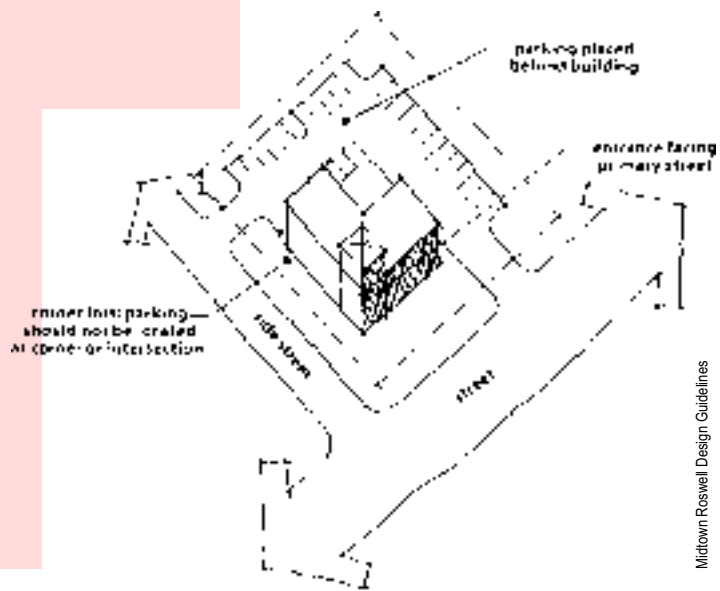 parking placed
behind building
entrance facing
primary street
corner lots: parking
should not be located
at corner or intersection
side street
street
Midtown Roswell Design Guidelines